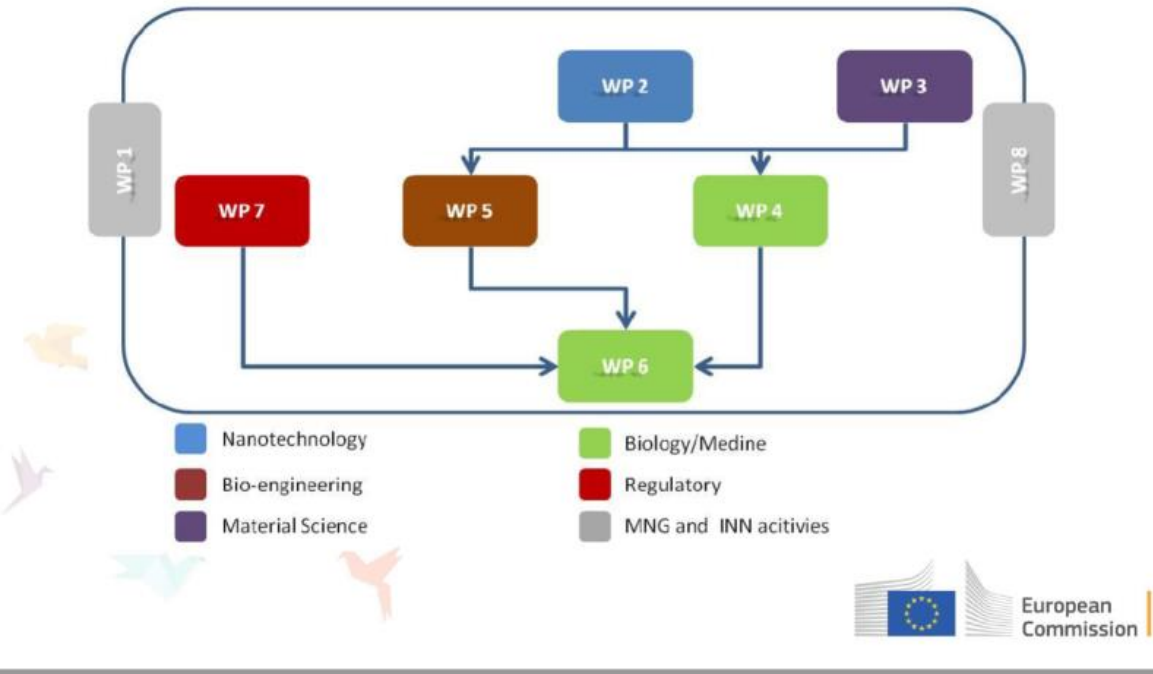 WP 2
WP 3
WP 1
WP 8
WP 7
WP 5
WP 4
WP 6
Nanotechnology
Biology/Medine
Bio-engineering
Regulatory
Material Science
MNG and INN acitivies
European
Commission